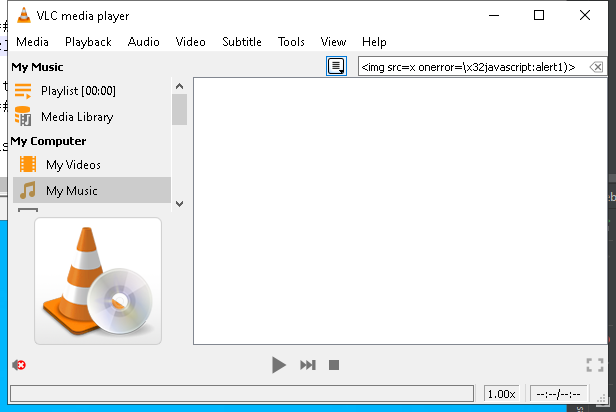 VLC media player
Media Playback Audio Video Subtitle Tools View Help
My Music
<img src=x onerror=\x32javascript:alert1)>
Playlist [00:00]
Media Library
My Computer
My Videos
My Music
1.00x
--:--/--:--